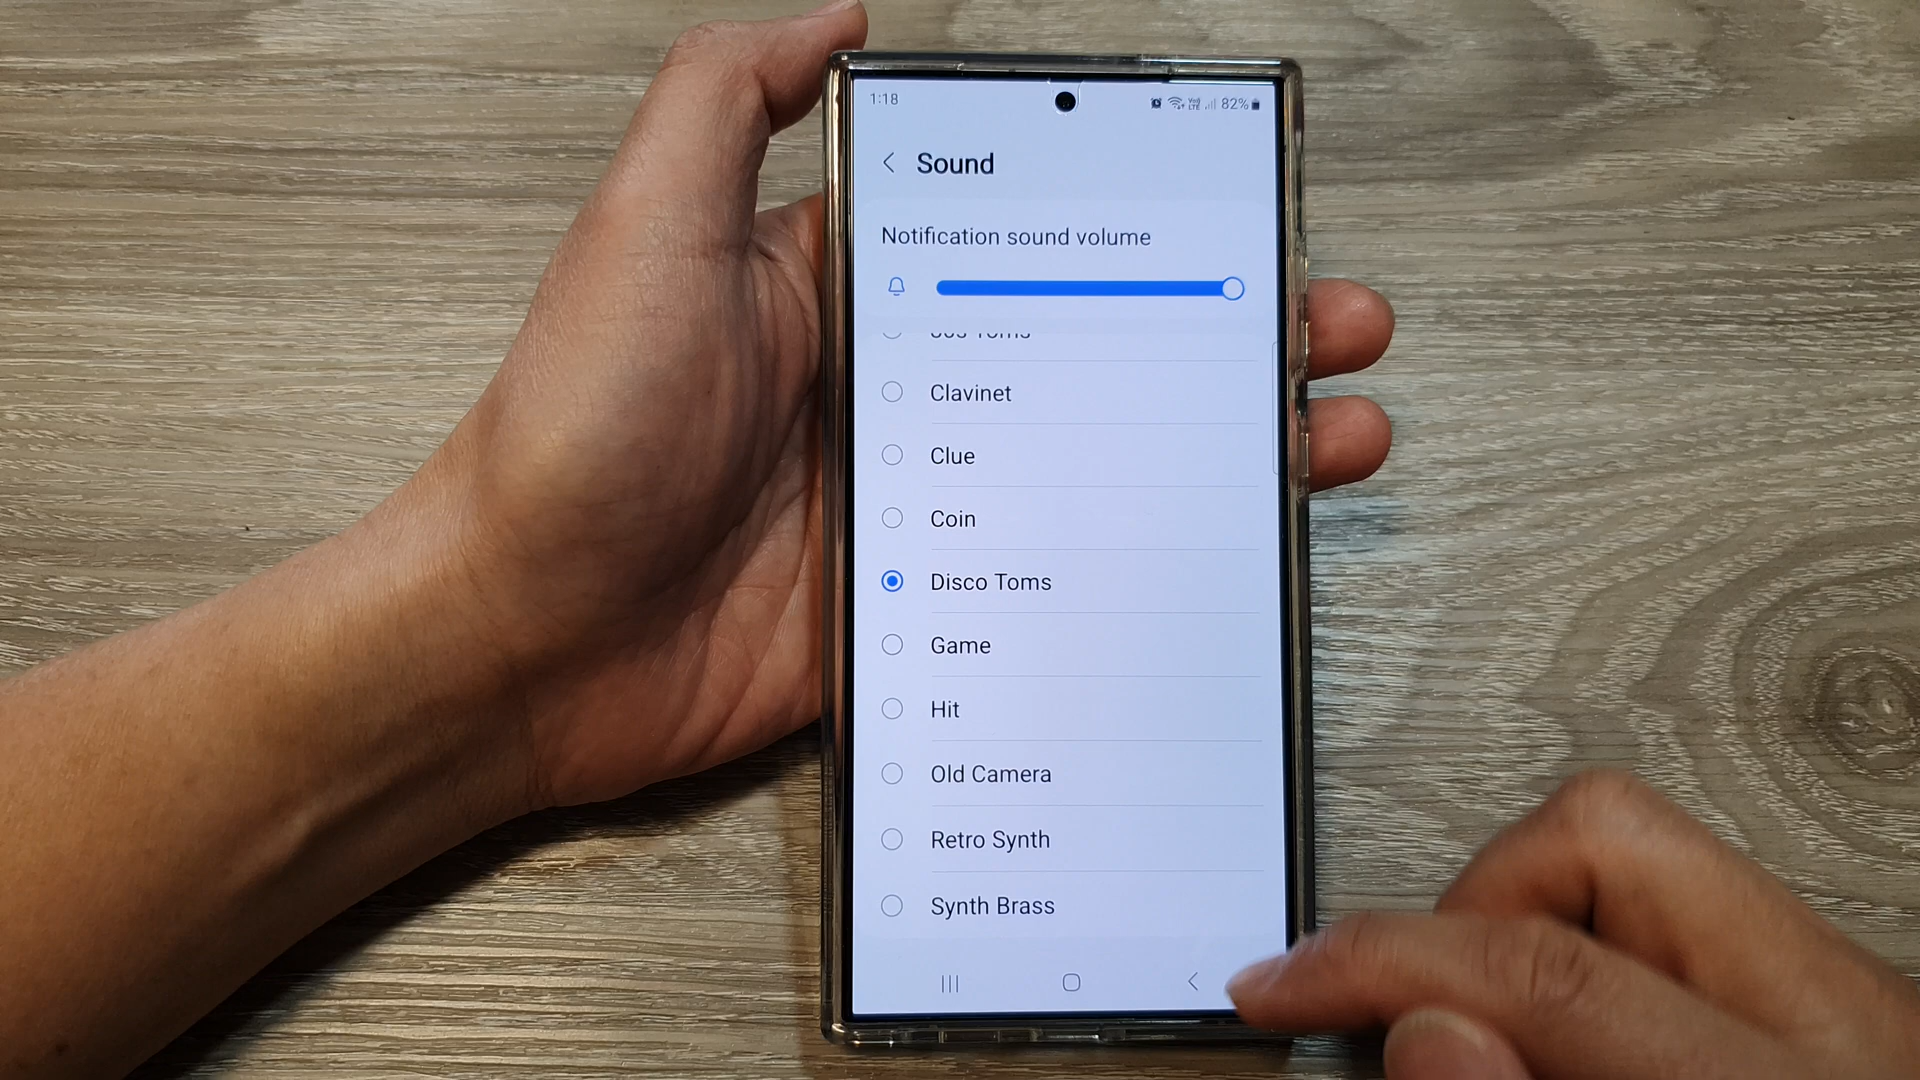 1:18
82%
Sound
Notification sound volume
Toms
Clavinet
Clue
Coin
Disco Toms
Game
Hit
Old Camera
Retro Synth
Synth Brass